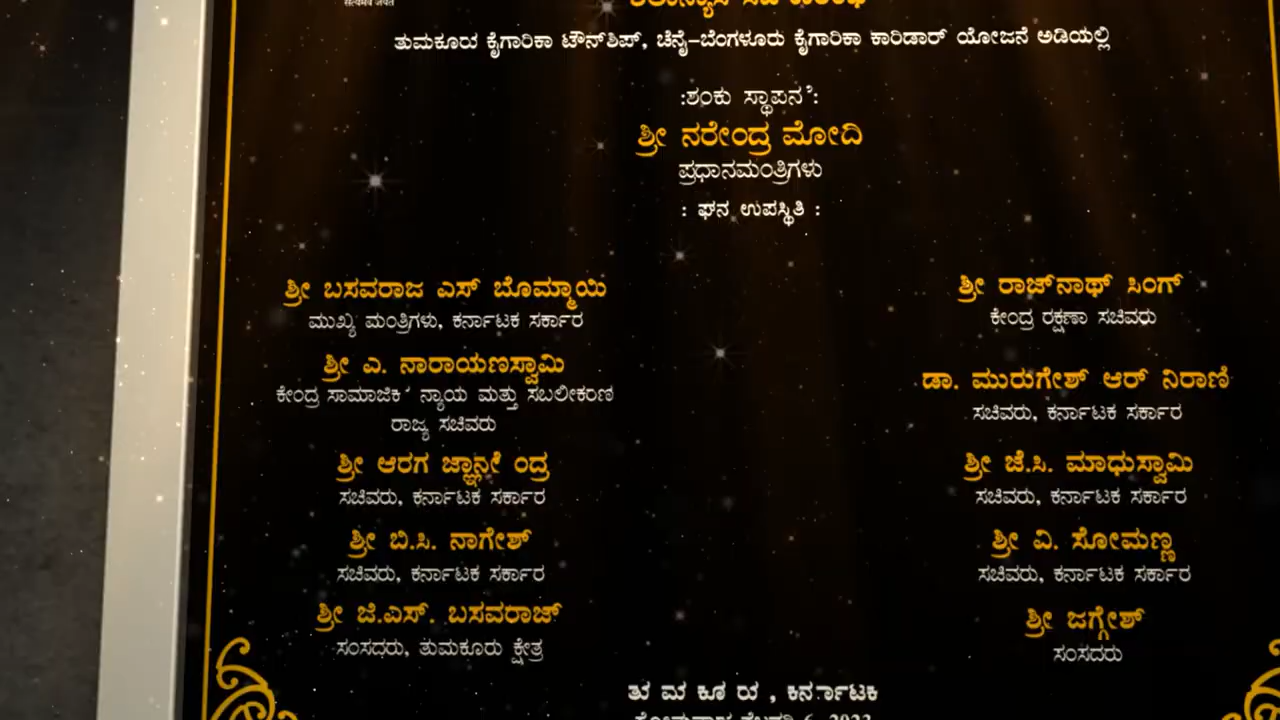 ಸತ್ಯಮೇವ ಜಯತೆ
ತುಮಕೂರು ಕೈಗಾರಿಕಾ ಟೌನ್‌ಶಿಪ್, ಚೆನ್ನೈ-ಬೆಂಗಳೂರು ಕೈಗಾರಿಕಾ ಕಾರಿಡಾರ್ ಯೋಜನೆ ಅಡಿಯಲ್ಲಿ
:ಶಂಕು ಸ್ಥಾಪನೆ:
ಶ್ರೀ ನರೇಂದ್ರ ಮೋದಿ
ಪ್ರಧಾನಮಂತ್ರಿಗಳು
: ಘನ ಉಪಸ್ಥಿತಿ :
ಶ್ರೀ ಬಸವರಾಜ ಎಸ್ ಬೊಮ್ಮಾಯಿ
ಮುಖ್ಯ ಮಂತ್ರಿಗಳು, ಕರ್ನಾಟಕ ಸರ್ಕಾರ
ಶ್ರೀ ಎ. ನಾರಾಯಣಸ್ವಾಮಿ
ಕೇಂದ್ರ ಸಾಮಾಜಿಕ ನ್ಯಾಯ ಮತ್ತು ಸಬಲೀಕರಣ
ರಾಜ್ಯ ಸಚಿವರು
ಶ್ರೀ ಆರಗ ಜ್ಞಾನೇಂದ್ರ
ಸಚಿವರು, ಕರ್ನಾಟಕ ಸರ್ಕಾರ
ಶ್ರೀ ಬಿ.ಸಿ. ನಾಗೇಶ್
ಸಚಿವರು, ಕರ್ನಾಟಕ ಸರ್ಕಾರ
ಶ್ರೀ ಜಿ.ಎಸ್. ಬಸವರಾಜ್
ಸಂಸದರು, ತುಮಕೂರು ಕ್ಷೇತ್ರ
ಶ್ರೀ ರಾಜ್‌ನಾಥ್ ಸಿಂಗ್
ಕೇಂದ್ರ ರಕ್ಷಣಾ ಸಚಿವರು
ಡಾ. ಮುರುಗೇಶ್ ಆರ್ ನಿರಾಣಿ
ಸಚಿವರು, ಕರ್ನಾಟಕ ಸರ್ಕಾರ
ಶ್ರೀ ಜೆ.ಸಿ. ಮಾಧುಸ್ವಾಮಿ
ಸಚಿವರು, ಕರ್ನಾಟಕ ಸರ್ಕಾರ
ಶ್ರೀ ವಿ. ಸೋಮಣ್ಣ
ಸಚಿವರು, ಕರ್ನಾಟಕ ಸರ್ಕಾರ
ಶ್ರೀ ಜಗ್ಗೇಶ್
ಸಂಸದರು
ತುಮಕೂರು, ಕರ್ನಾಟಕ